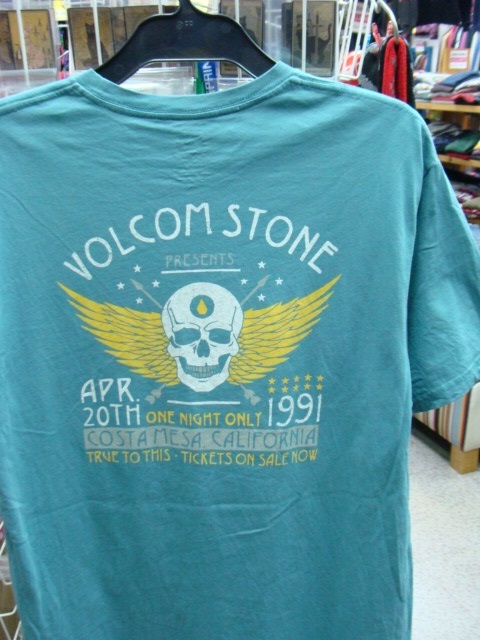 VOLCOM STONE
PRESENTS
APR.
20TH ONE NIGHT ONLY 1991
COSTA MESA, CALIFORNIA
TRUE TO THIS · TICKETS ON SALE NOW